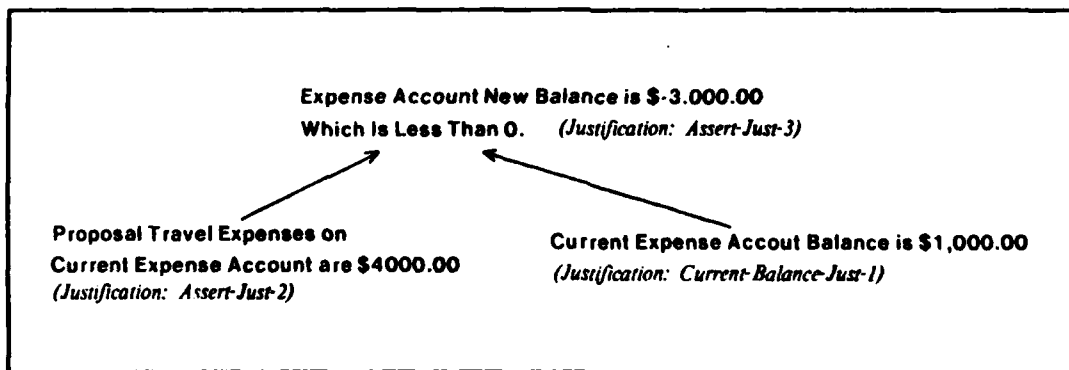 Expense Account New Balance is $-3.000.00
Which Is Less Than 0. (Justification: Assert-Just-3)
Proposal Travel Expenses on
Current Expense Account are $4000.00
(Justification: Assert-Just-2)
Current Expense Accout Balance is $1,000.00
(Justification: Current-Balance-Just-1)